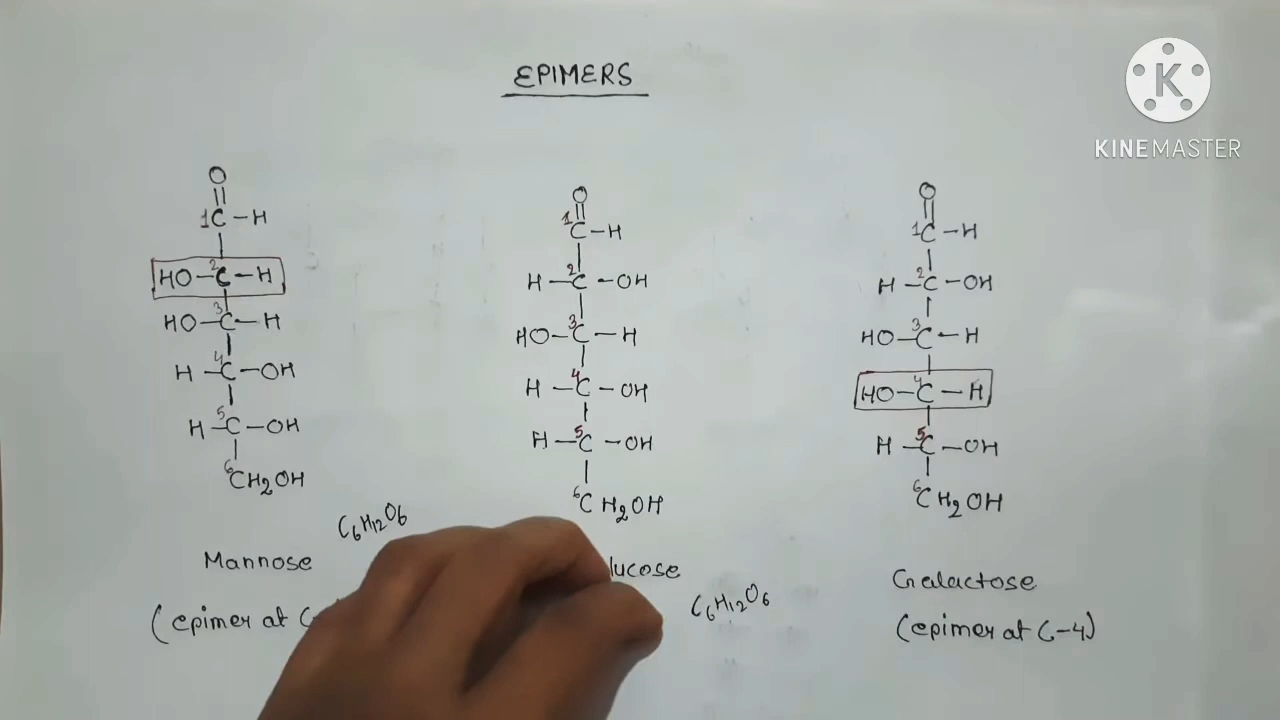 EPIMERS
KINEMASTER
O
1C-H
HO-2C-H
HO-3C-H
H-4C-OH
H-5C-OH
6CH2OH
C6H12O6
Mannose
(epimer at C-
O
1C-H
H-2C-OH
HO-3C-H
H-4C-OH
H-5C-OH
6CH2OH
lucose
C6H12O6
O
1C-H
H-2C-OH
HO-3C-H
HO-4C-H
H-5C-OH
6CH2OH
Galactose
(epimer at C-4)